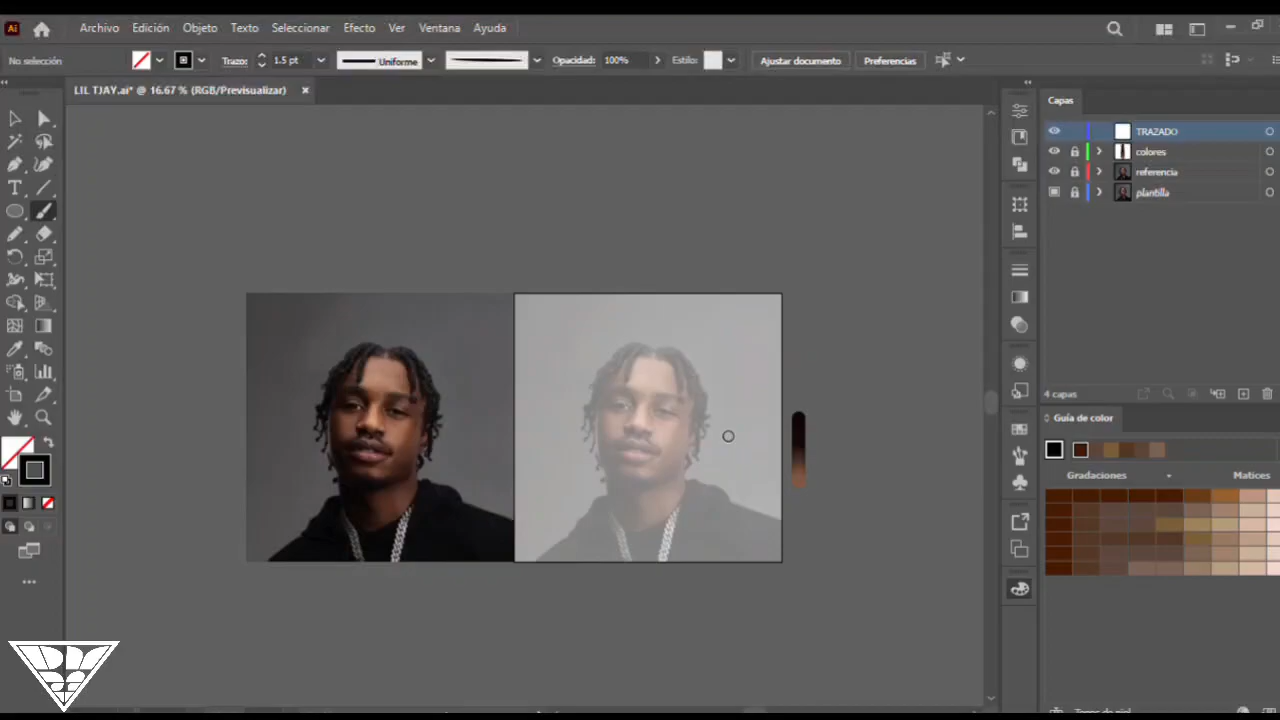 Ai
Archivo Edición Objeto Texto Seleccionar Efecto Ver Ventana Ayuda
No selección Trazo: 1.5 pt Uniforme Opacidad: 100% Estilo: Ajustar documento Preferencias
LIL TJAY.ai* @ 16.67 % (RGB/Previsualizar) ×
Capas
TRAZADO
colores
referencia
plantilla
4 capas
Guía de color
Gradaciones Matices